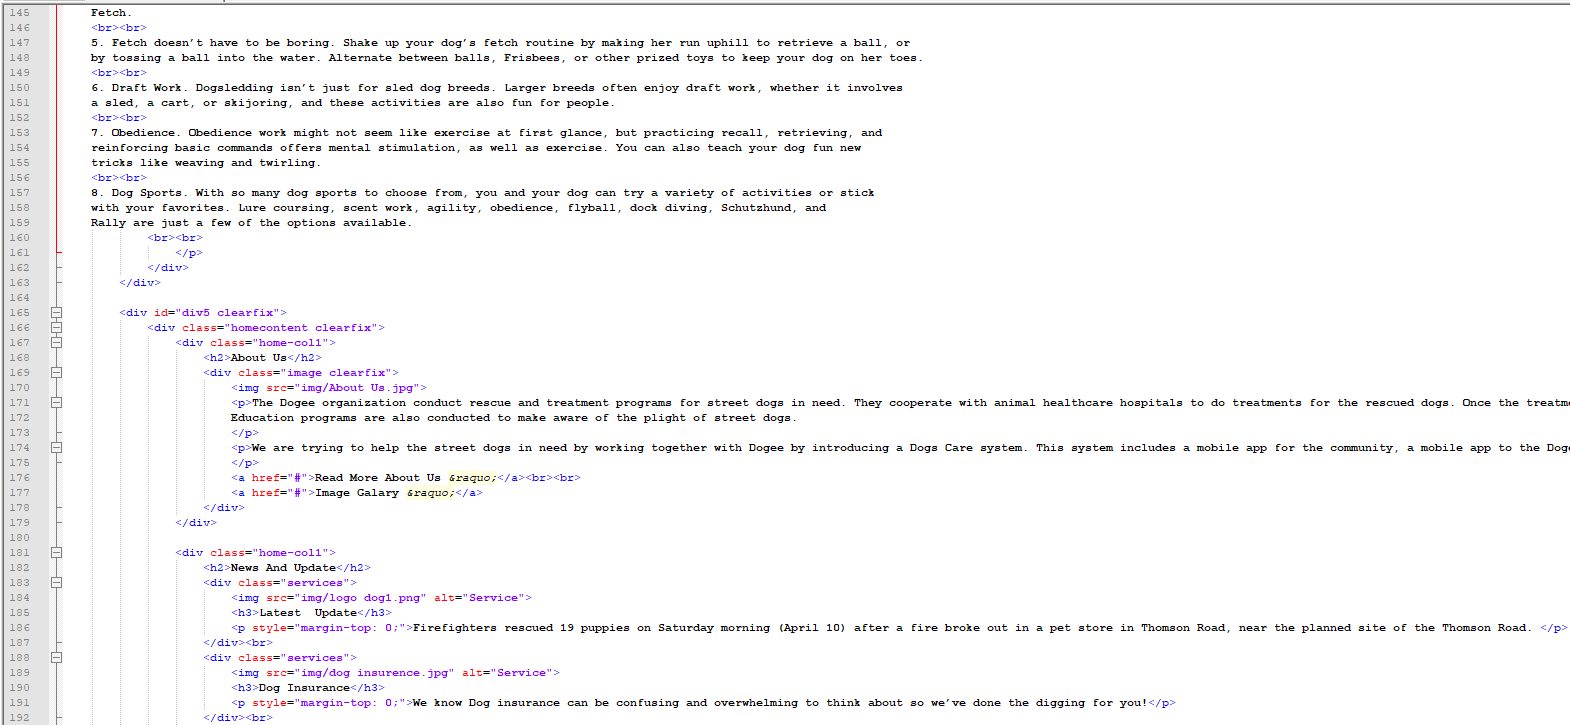 145 Fetch.
146 <br><br>
147 5. Fetch doesn't have to be boring. Shake up your dog's fetch routine by making her run uphill to retrieve a ball, or
148 by tossing a ball into the water. Alternate between balls, Frisbees, or other prized toys to keep your dog on her toes.
149 <br><br>
150 6. Draft Work. Dogsledding isn't just for sled dog breeds. Larger breeds often enjoy draft work, whether it involves
151 a sled, a cart, or skijoring, and these activities are also fun for people.
152 <br><br>
153 7. Obedience. Obedience work might not seem like exercise at first glance, but practicing recall, retrieving, and
154 reinforcing basic commands offers mental stimulation, as well as exercise. You can also teach your dog fun new
155 tricks like weaving and twirling.
156 <br><br>
157 8. Dog Sports. With so many dog sports to choose from, you and your dog can try a variety of activities or stick
158 with your favorites. Lure coursing, scent work, agility, obedience, flyball, dock diving, Schutzhund, and
159 Rally are just a few of the options available.
160 <br><br>
161 </p>
162 </div>
163 </div>
164
165 <div id="div5 clearfix">
166 <div class="homecontent clearfix">
167 <div class="home-col1">
168 <h2>About Us</h2>
169 <div class="image clearfix">
170 <img src="img/About Us.jpg">
171 <p>The Dogee organization conduct rescue and treatment programs for street dogs in need. They cooperate with animal healthcare hospitals to do treatments for the rescued dogs. Once the treatm
172 Education programs are also conducted to make aware of the plight of street dogs.
173 </p>
174 <p>We are trying to help the street dogs in need by working together with Dogee by introducing a Dogs Care system. This system includes a mobile app for the community, a mobile app to the Doge
175 </p>
176 <a href="#">Read More About Us &raquo;</a><br><br>
177 <a href="#">Image Galary &raquo;</a>
178 </div>
179 </div>
180
181 <div class="home-col1">
182 <h2>News And Update</h2>
183 <div class="services">
184 <img src="img/logo dog1.png" alt="Service">
185 <h3>Latest  Update</h3>
186 <p style="margin-top: 0;">Firefighters rescued 19 puppies on Saturday morning (April 10) after a fire broke out in a pet store in Thomson Road, near the planned site of the Thomson Road. </p>
187 </div><br>
188 <div class="services">
189 <img src="img/dog insurence.jpg" alt="Service">
190 <h3>Dog Insurance</h3>
191 <p style="margin-top: 0;">We know Dog insurance can be confusing and overwhelming to think about so we've done the digging for you!</p>
192 </div><br>